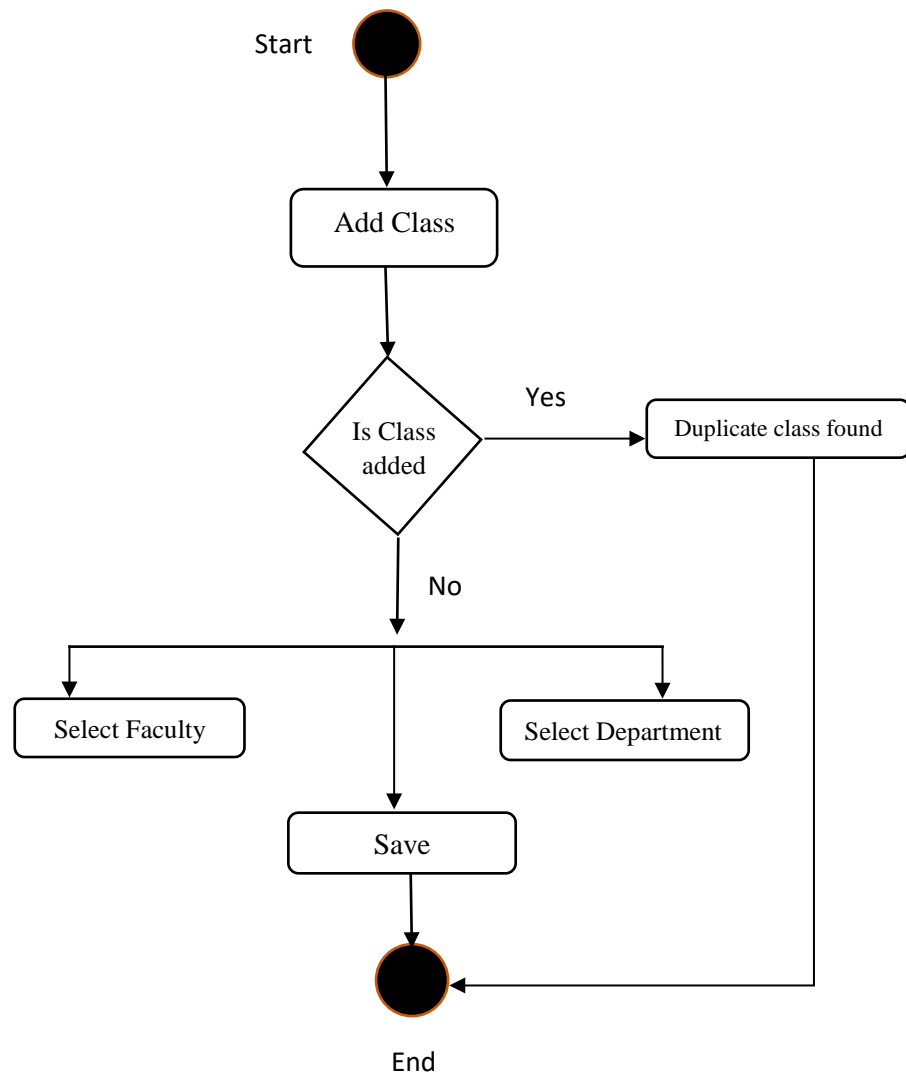 Start
Add Class
Yes
Is Class
added
Duplicate class found
No
Select Faculty
Select Department
Save
End